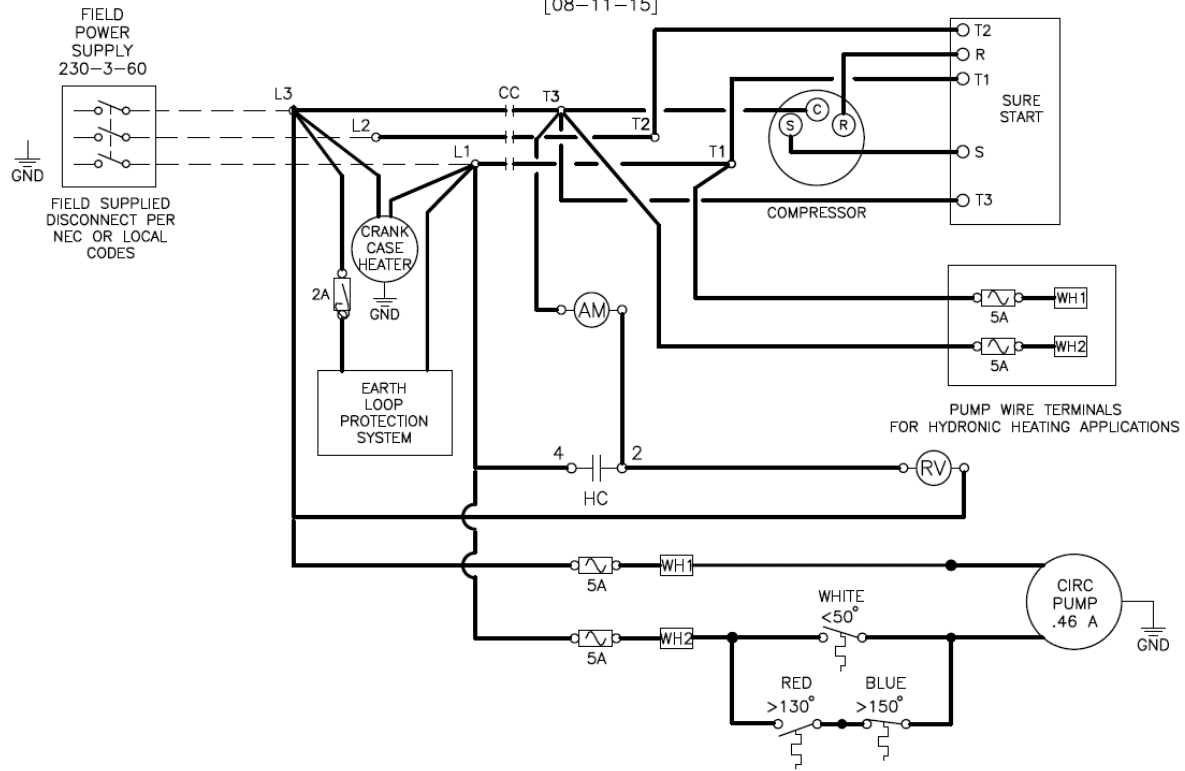 [08-11-15]
FIELD
POWER
SUPPLY
230-3-60
GND
FIELD SUPPLIED
DISCONNECT PER
NEC OR LOCAL
CODES
L3
L2
L1
CC
T3
T2
T1
C
S
R
COMPRESSOR
T2
R
T1
SURE
START
S
T3
CRANK
CASE
HEATER
GND
2A
EARTH
LOOP
PROTECTION
SYSTEM
AM
WH1
5A
WH2
5A
PUMP WIRE TERMINALS
FOR HYDRONIC HEATING APPLICATIONS
4
2
HC
RV
5A
WH1
5A
WH2
WHITE
<50°
RED
>130°
BLUE
>150°
CIRC
PUMP
.46 A
GND